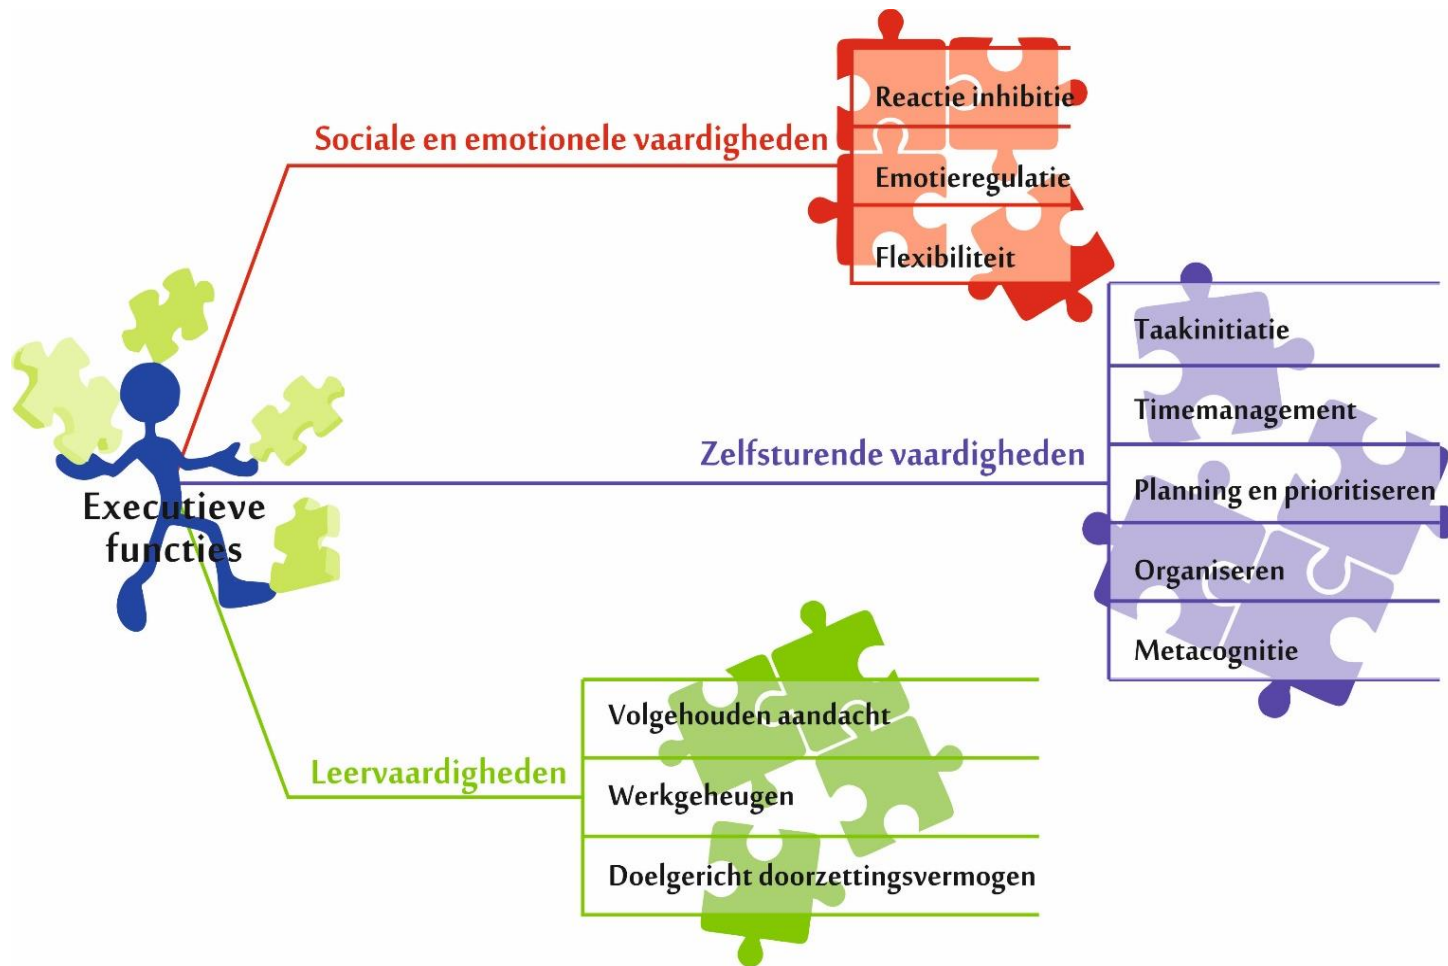 Executieve
functies
Sociale en emotionele vaardigheden
Reactie inhibitie
Emotieregulatie
Flexibiliteit
Zelfsturende vaardigheden
Taakinitiatie
Timemanagement
Planning en prioritiseren
Organiseren
Metacognitie
Leervaardigheden
Volgehouden aandacht
Werkgeheugen
Doelgericht doorzettingsvermogen